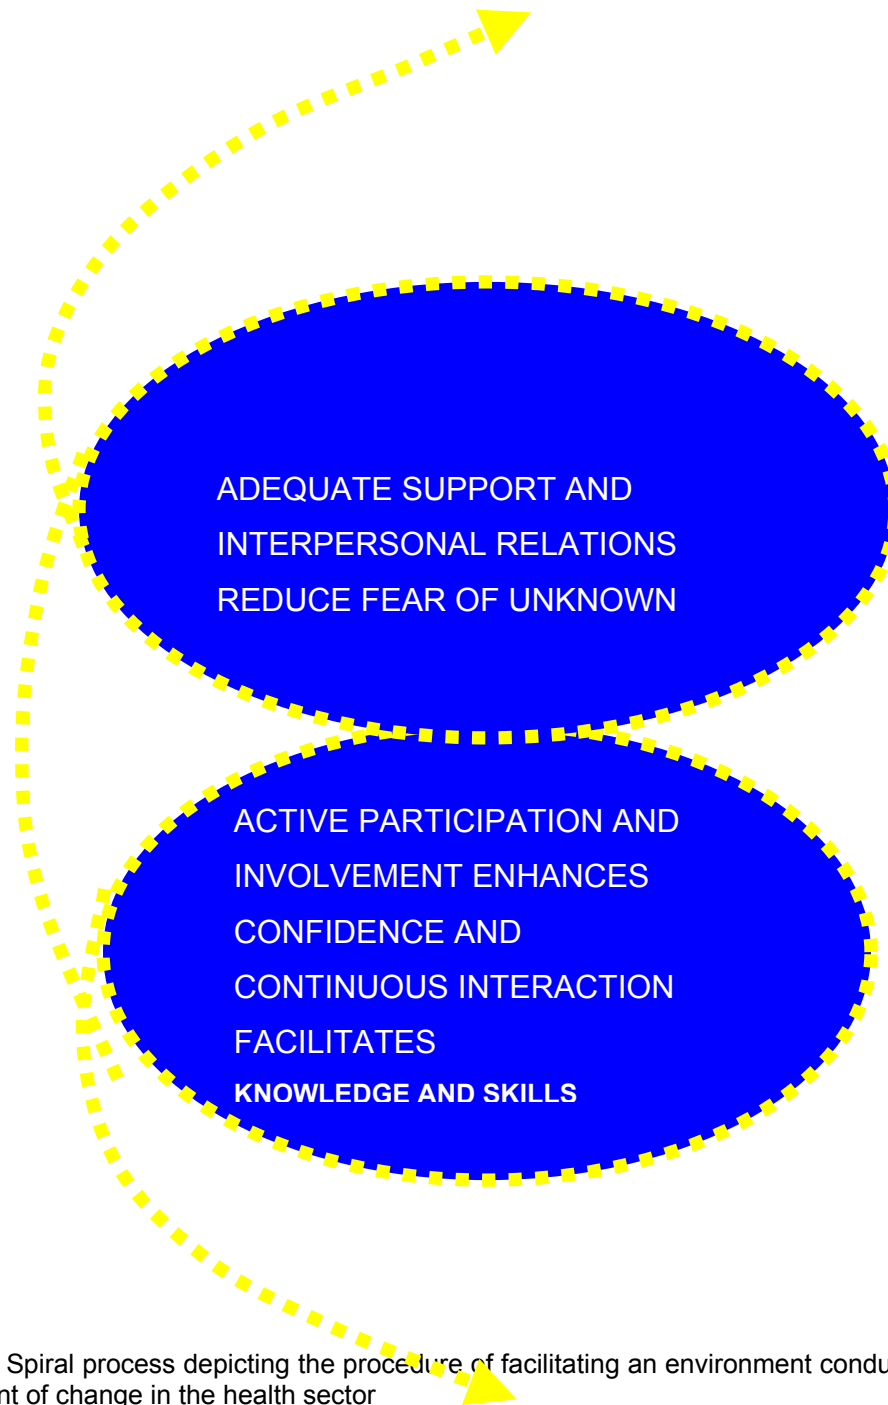 ADEQUATE SUPPORT AND
INTERPERSONAL RELATIONS
REDUCE FEAR OF UNKNOWN
ACTIVE PARTICIPATION AND
INVOLVEMENT ENHANCES
CONFIDENCE AND
CONTINUOUS INTERACTION
FACILITATES
KNOWLEDGE AND SKILLS
Spiral process depicting the procedure of facilitating an environment condu
nt of change in the health sector